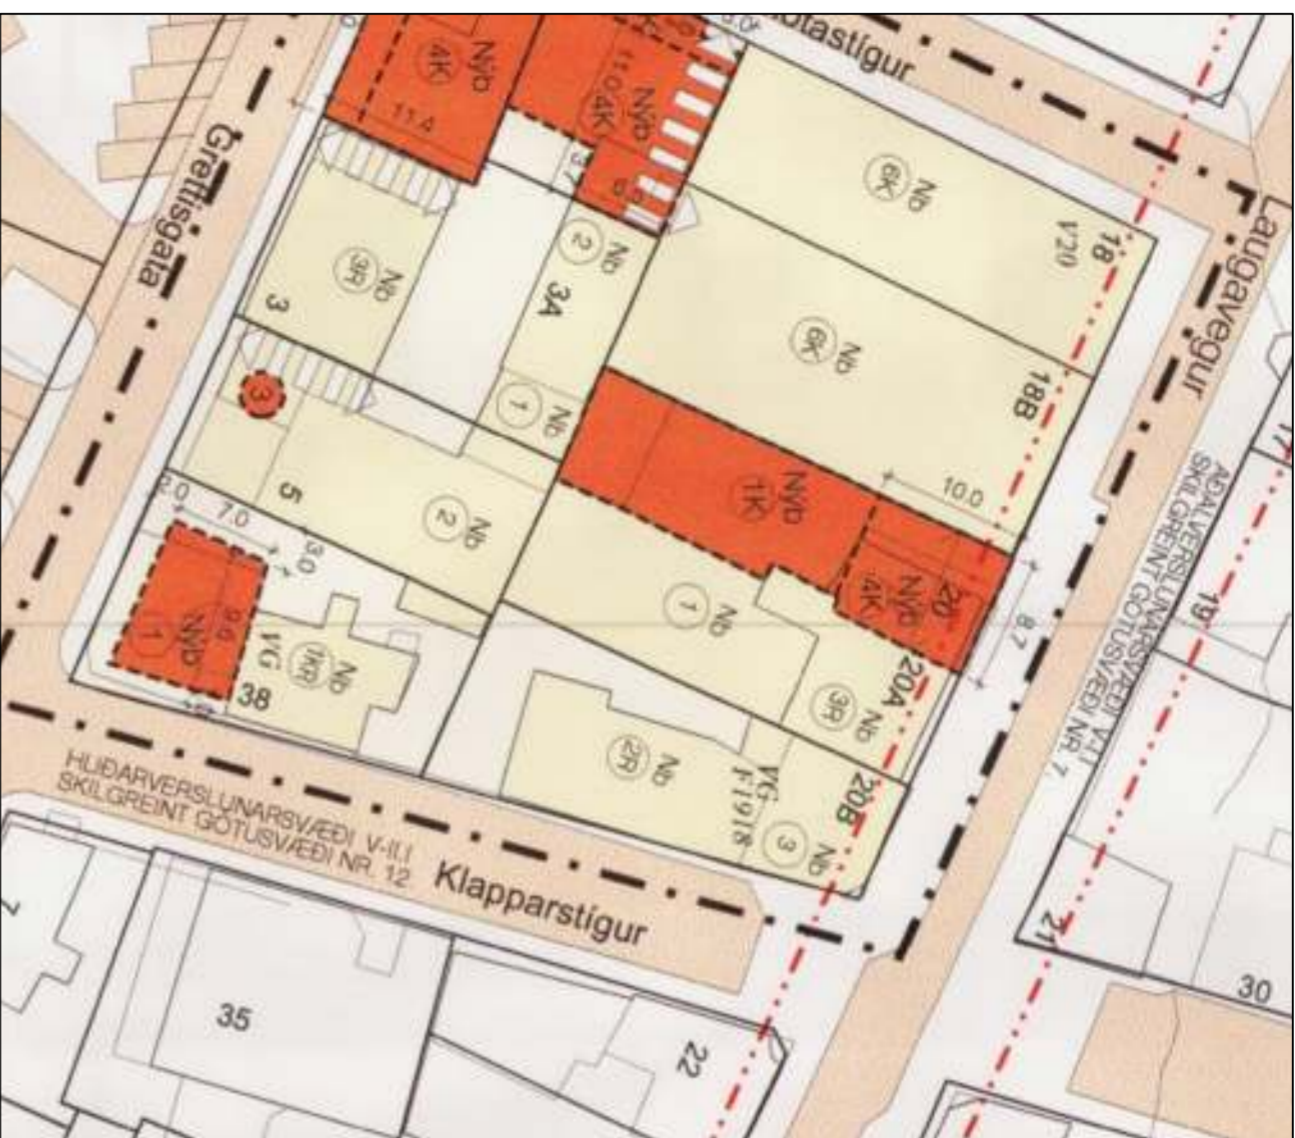 Grettisgata
Nýb
4K
11.4
Nýb
11.0/4K
Nb
6K
V20
18
Laugavegur
Nb
3R
3
Nb
2
3A
Nb
6K
18B
17
3
Nb
1
Nýb
1K
10.0
5
Nb
2
2.0
7.0
3.0
Nýb
4K
20
8.7
AÐALVERSLUNARSVÆÐI V-I.I
SKILGREINT GÖTUSVÆÐI NR. 7.
19
Nýb
1
9.6
VG
Nb
1KR
38
Nb
1
20A
Nb
3R
Nb
2R
VG
F1918
20B
Nb
3
HLIÐARVERSLUNARSVÆÐI V-II.I
SKILGREINT GÖTUSVÆÐI NR. 12
Klapparstígur
35
22
21
30